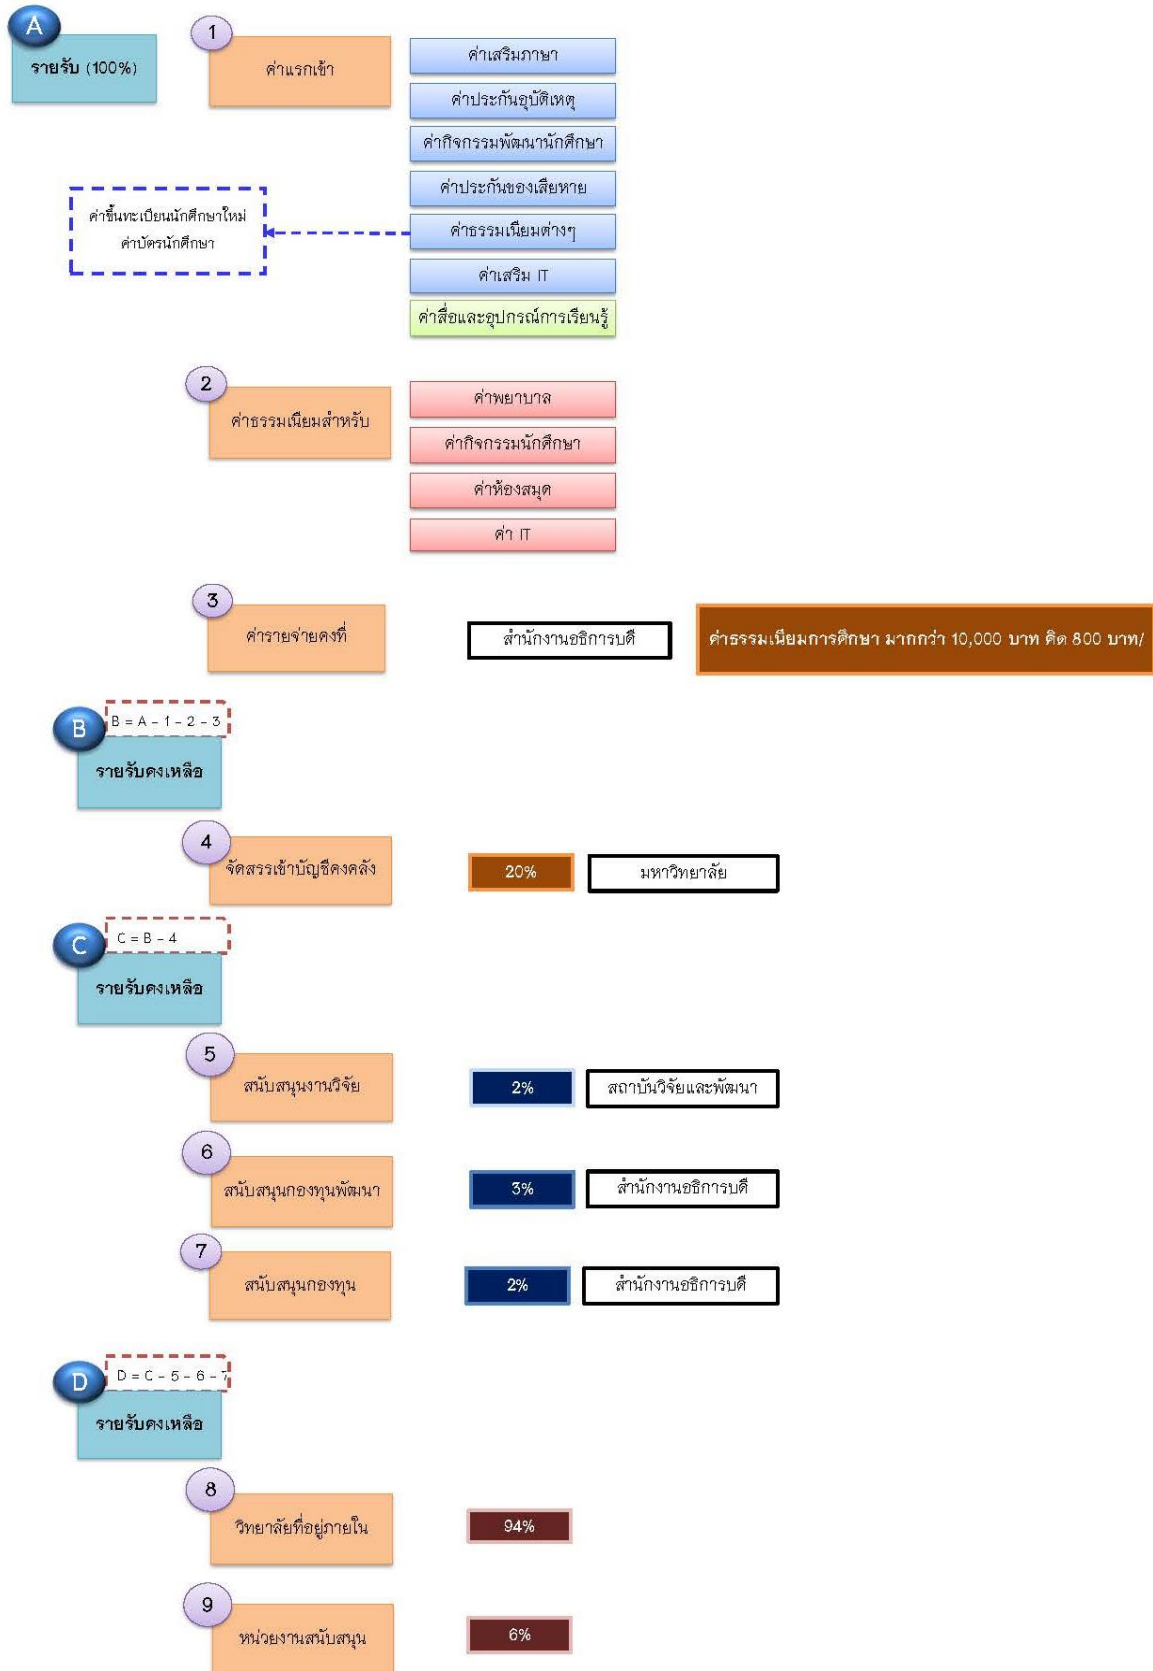 A
รายรับ (100%)
1
ค่าแรกเข้า
ค่าเสริมภาษา
ค่าประกันอุบัติเหตุ
ค่ากิจกรรมพัฒนานักศึกษา
ค่าประกันของเสียหาย
ค่าธรรมเนียมต่างๆ
ค่าขึ้นทะเบียนนักศึกษาใหม่
ค่าบัตรนักศึกษา
ค่าเสริม IT
ค่าสื่อและอุปกรณ์การเรียนรู้
2
ค่าธรรมเนียมสำหรับ
ค่าพยาบาล
ค่ากิจกรรมนักศึกษา
ค่าห้องสมุด
ค่า IT
3
ค่ารายจ่ายคงที่
สำนักงานอธิการบดี
ค่าธรรมเนียมการศึกษา มากกว่า 10,000 บาท คิด 800 บาท/
B
B = A - 1 - 2 - 3
รายรับคงเหลือ
4
จัดสรรเข้าบัญชีคงคลัง
20%
มหาวิทยาลัย
C
C = B - 4
รายรับคงเหลือ
5
สนับสนุนงานวิจัย
2%
สถาบันวิจัยและพัฒนา
6
สนับสนุนกองทุนพัฒนา
3%
สำนักงานอธิการบดี
7
สนับสนุนกองทุน
2%
สำนักงานอธิการบดี
D
D = C - 5 - 6 - 7
รายรับคงเหลือ
8
วิทยาลัยที่อยู่ภายใน
94%
9
หน่วยงานสนับสนุน
6%